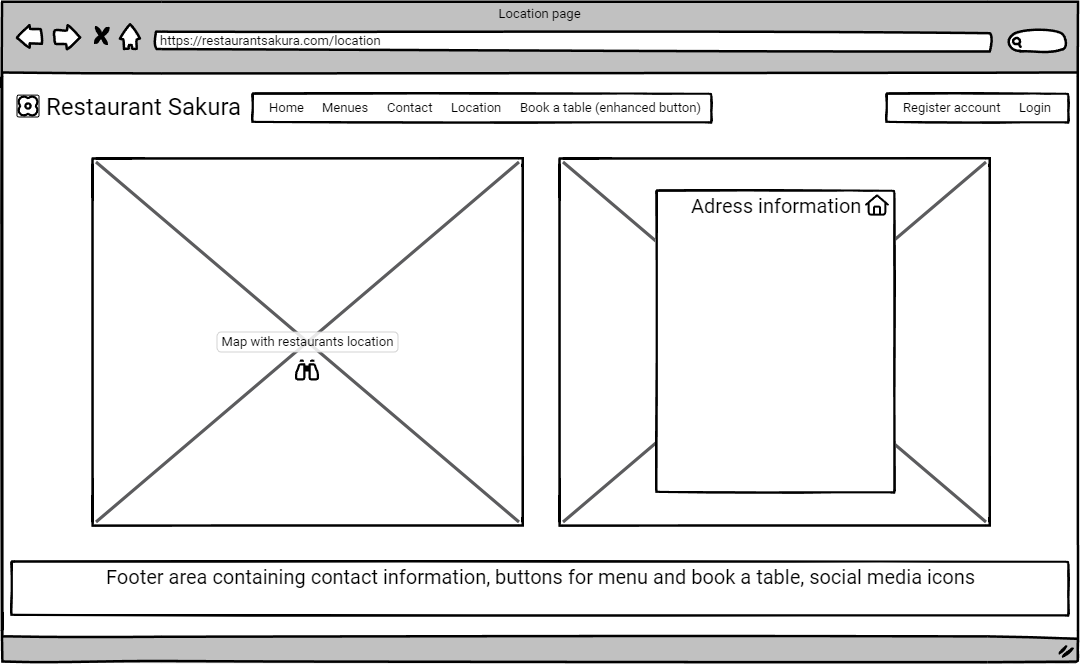 Location page
https://restaurantsakura.com/location
Restaurant Sakura
Home Menues Contact Location Book a table (enhanced button)
Register account Login
Adress information
Map with restaurants location
Footer area containing contact information, buttons for menu and book a table, social media icons